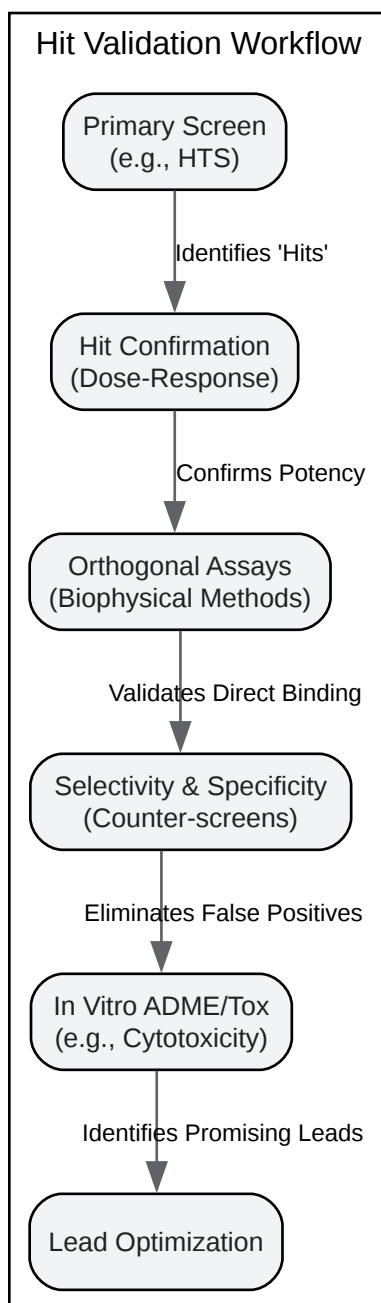 Hit Validation Workflow
Primary Screen
(e.g., HTS)
Identifies 'Hits'
Hit Confirmation
(Dose-Response)
Confirms Potency
Orthogonal Assays
(Biophysical Methods)
Validates Direct Binding
Selectivity & Specificity
(Counter-screens)
Eliminates False Positives
In Vitro ADME/Tox
(e.g., Cytotoxicity)
Identifies Promising Leads
Lead Optimization